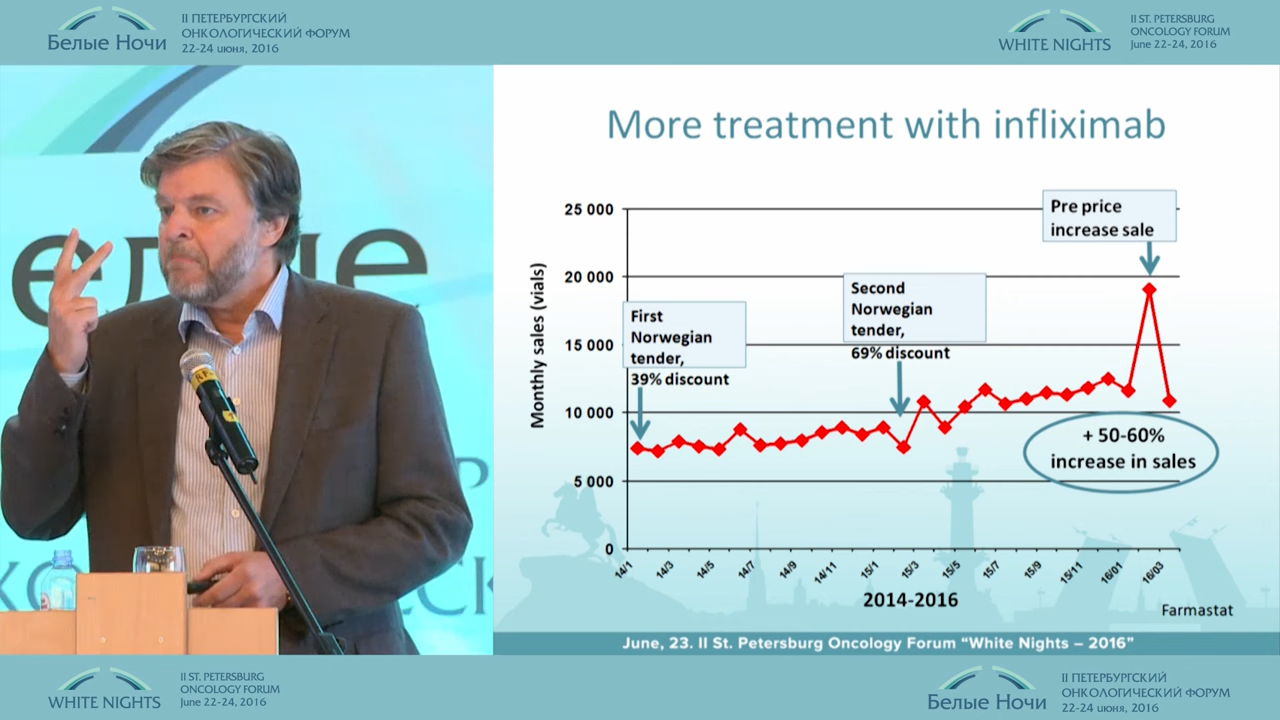 II ПЕТЕРБУРГСКИЙ
ОНКОЛОГИЧЕСКИЙ ФОРУМ
Белые Ночи
22-24 июня, 2016
II ST. PETERSBURG
ONCOLOGY FORUM
WHITE NIGHTS
June 22-24, 2016
More treatment with infliximab
Monthly sales (vials)
25 000
20 000
15 000
10 000
5 000
0
First
Norwegian
tender,
39% discount
Second
Norwegian
tender,
69% discount
Pre price
increase sale
+ 50-60%
increase in sales
14/1
14/3
14/5
14/7
14/9
14/11
15/1
15/3
15/5
15/7
15/9
15/11
16/01
16/03
2014-2016
Farmastat
June, 23. II St. Petersburg Oncology Forum “White Nights – 2016”
II ST. PETERSBURG
ONCOLOGY FORUM
WHITE NIGHTS
June 22-24, 2016
II ПЕТЕРБУРГСКИЙ
ОНКОЛОГИЧЕСКИЙ ФОРУМ
Белые Ночи
22-24 июня, 2016